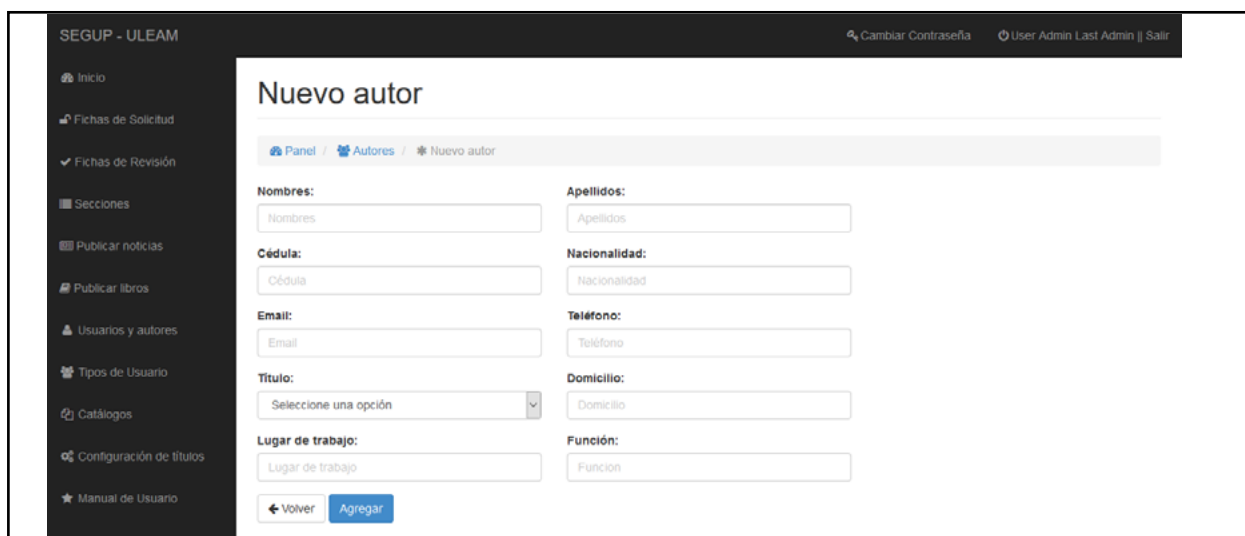 SEGUP - ULEAM
Cambiar Contraseña
User Admin Last Admin || Salir
Inicio
Fichas de Solicitud
Fichas de Revisión
Secciones
Publicar noticias
Publicar libros
Usuarios y autores
Tipos de Usuario
Catálogos
Configuración de títulos
Manual de Usuario
Nuevo autor
Panel / Autores / Nuevo autor
Nombres:
Nombres
Apellidos:
Apellidos
Cédula:
Cédula
Nacionalidad:
Nacionalidad
Email:
Email
Teléfono:
Teléfono
Título:
Seleccione una opción
Domicilio:
Domicilio
Lugar de trabajo:
Lugar de trabajo
Función:
Funcion
Volver
Agregar